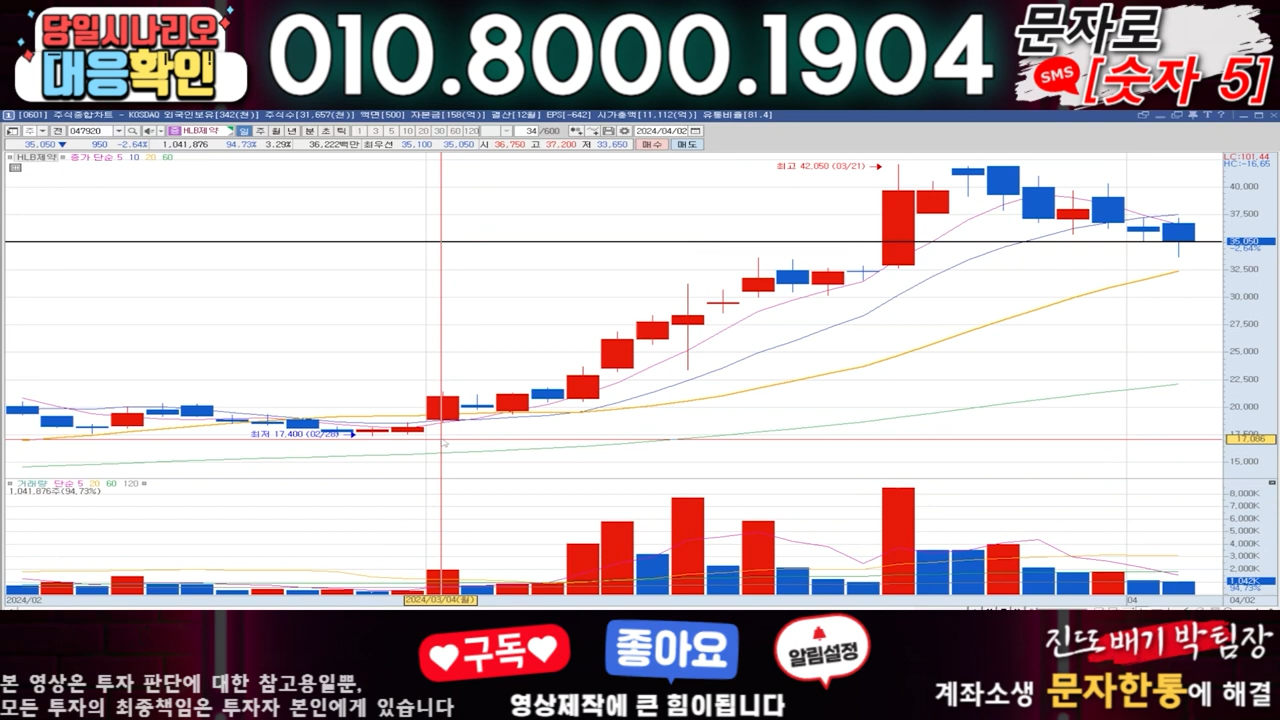 당일시나리오
대응확인
010.8000.1904
문자로
SMS
[숫자 5]
[0601] 주식종합차트 - KOSDAQ 외국인보유[342(천)] 주식수[31,657(천)] 액면[500] 자본금[158(억)] 결산[12월] EPS[-642] 시가총액[11,112(억)] 유통비율[81.4]
주 전 047920 HLB제약 일 주 월 년 분 초 틱 1 3 5 10 20 30 60 120 34 /600 2024/04/02
35,050 ▼ 950 -2.64% 1,041,876 94.73% 3.29% 36,222백만 최우선 35,100 35,050 시 36,750 고 37,200 저 33,650 매수 매도
HLB제약 종가 단순 5 10 20 60
LC:101.44
HC:-16.65
최고 42,050 (03/21)
40,000
37,500
35,050
-2.64%
32,500
30,000
27,500
25,000
22,500
20,000
최저 17,400 (02/28)
17,500
17,086
15,000
거래량 단순 5 20 60 120
1,041,876주(94.73%)
8,000K
7,000K
6,000K
5,000K
4,000K
3,000K
2,000K
1,042K
94.73%
2024/02 2024/03/04(월) 04 04/02
구독
좋아요
알림설정
진또배기 박팀장
본 영상은 투자 판단에 대한 참고용일뿐,
모든 투자의 최종책임은 투자자 본인에게 있습니다
영상제작에 큰 힘이됩니다
계좌소생 문자한통에 해결